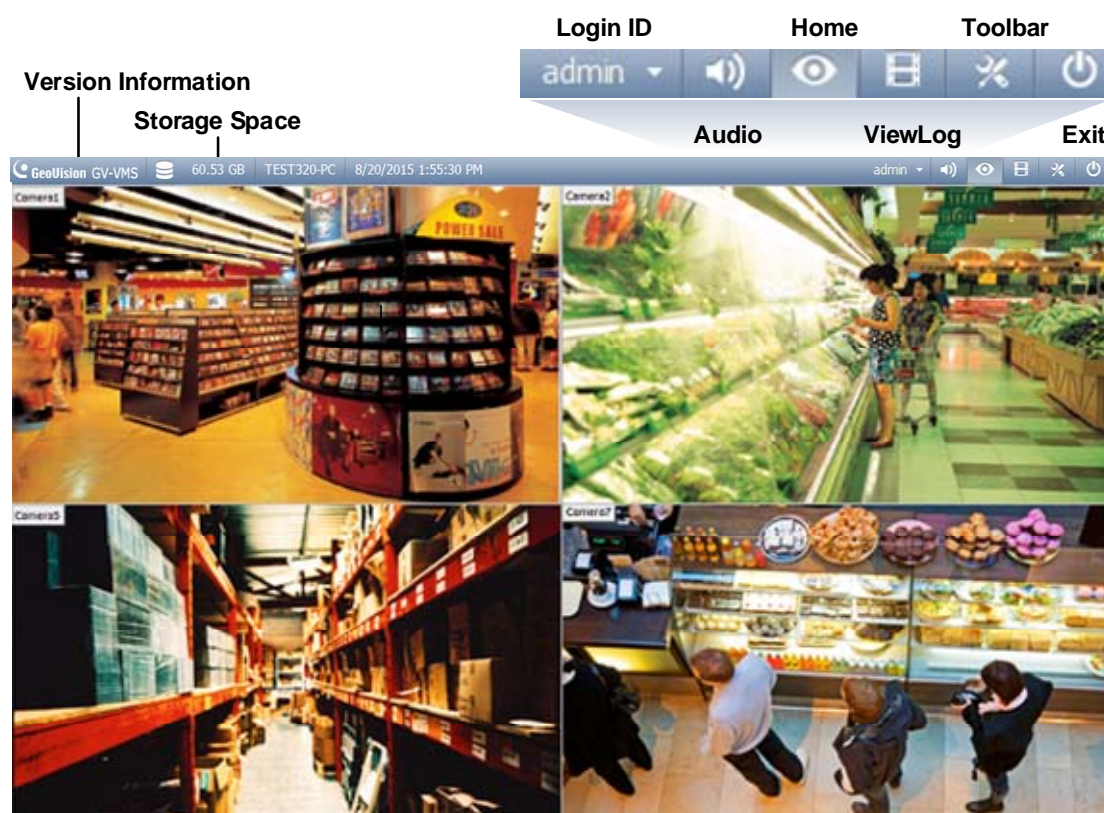 Login ID Home Toolbar
admin
Version Information
Storage Space
Audio ViewLog Exit
GeoVision GV-VMS 60.53 GB TEST320-PC 8/20/2015 1:55:30 PM admin
Camera1
Camera2
POWER SALE
Camera5
Camera7